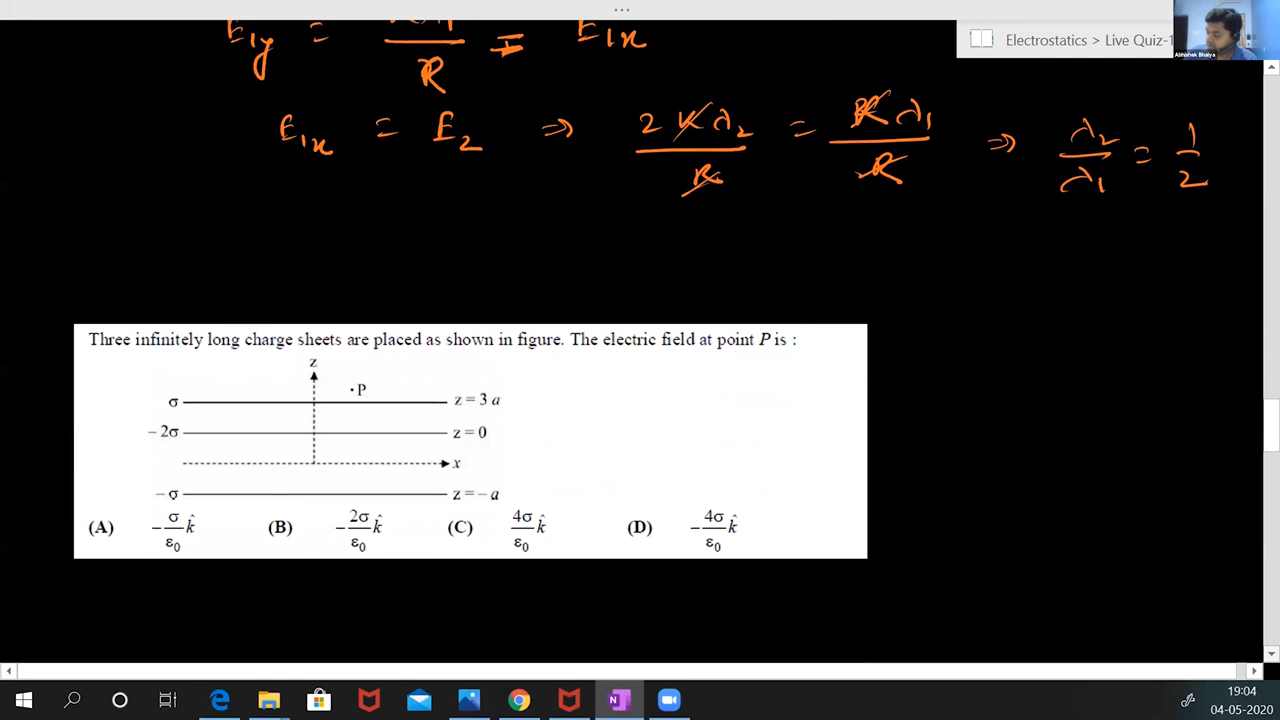 Electrostatics > Live Quiz-1
Abhishek Bhaiya
E1y = R = E1x
E1x = E2 ⇒ 2Kλ2/R = Kλ1/R ⇒ λ2/λ1 = 1/2
Three infinitely long charge sheets are placed as shown in figure. The electric field at point P is :
z
P
σ z = 3 a
– 2σ z = 0
x
– σ z = – a
(A) -σ/ε0 k̂ (B) -2σ/ε0 k̂ (C) 4σ/ε0 k̂ (D) -4σ/ε0 k̂
19:04
04-05-2020